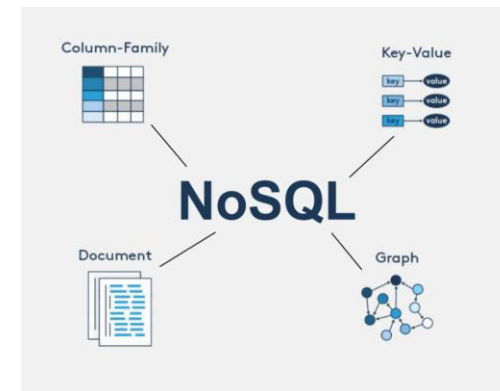 Column-Family
Key-Value
key value
key value
key value
NoSQL
Document
Graph